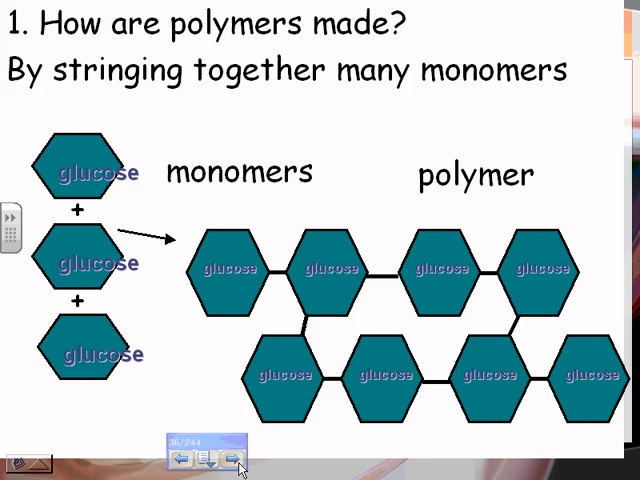 1. How are polymers made?
By stringing together many monomers
glucose
monomers
polymer
+
glucose
+
glucose
glucose glucose glucose glucose
glucose glucose glucose glucose
36/244